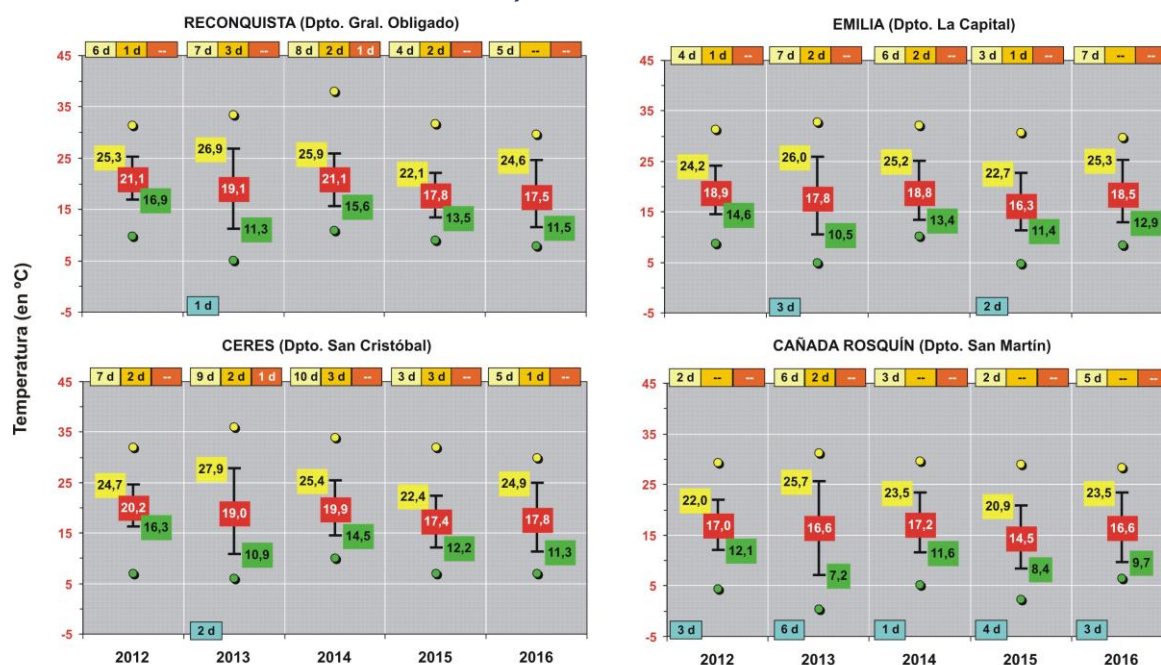 RECONQUISTA (Dpto. Gral. Obligado)
6 d 1 d -- 7 d 3 d -- 8 d 2 d 1 d 4 d 2 d -- 5 d -- --
45
35
25
15
5
-5
25,3 21,1 16,9
26,9 19,1 11,3
25,9 21,1 15,6
22,1 17,8 13,5
24,6 17,5 11,5
1 d
EMILIA (Dpto. La Capital)
4 d 1 d -- 7 d 2 d -- 6 d 2 d -- 3 d 1 d -- 7 d -- --
45
35
25
15
5
-5
24,2 18,9 14,6
26,0 17,8 10,5
25,2 18,8 13,4
22,7 16,3 11,4
25,3 18,5 12,9
3 d 2 d
Temperatura (en ºC)
CERES (Dpto. San Cristóbal)
7 d 2 d -- 9 d 2 d 1 d 10 d 3 d -- 3 d 3 d -- 5 d 1 d --
45
35
25
15
5
-5
24,7 20,2 16,3
27,9 19,0 10,9
25,4 19,9 14,5
22,4 17,4 12,2
24,9 17,8 11,3
2 d
2012 2013 2014 2015 2016
CAÑADA ROSQUÍN (Dpto. San Martín)
2 d -- -- 6 d 2 d -- 3 d -- -- 2 d -- -- 5 d -- --
45
35
25
15
5
-5
22,0 17,0 12,1
25,7 16,6 7,2
23,5 17,2 11,6
20,9 14,5 8,4
23,5 16,6 9,7
3 d 6 d 1 d 4 d 3 d
2012 2013 2014 2015 2016